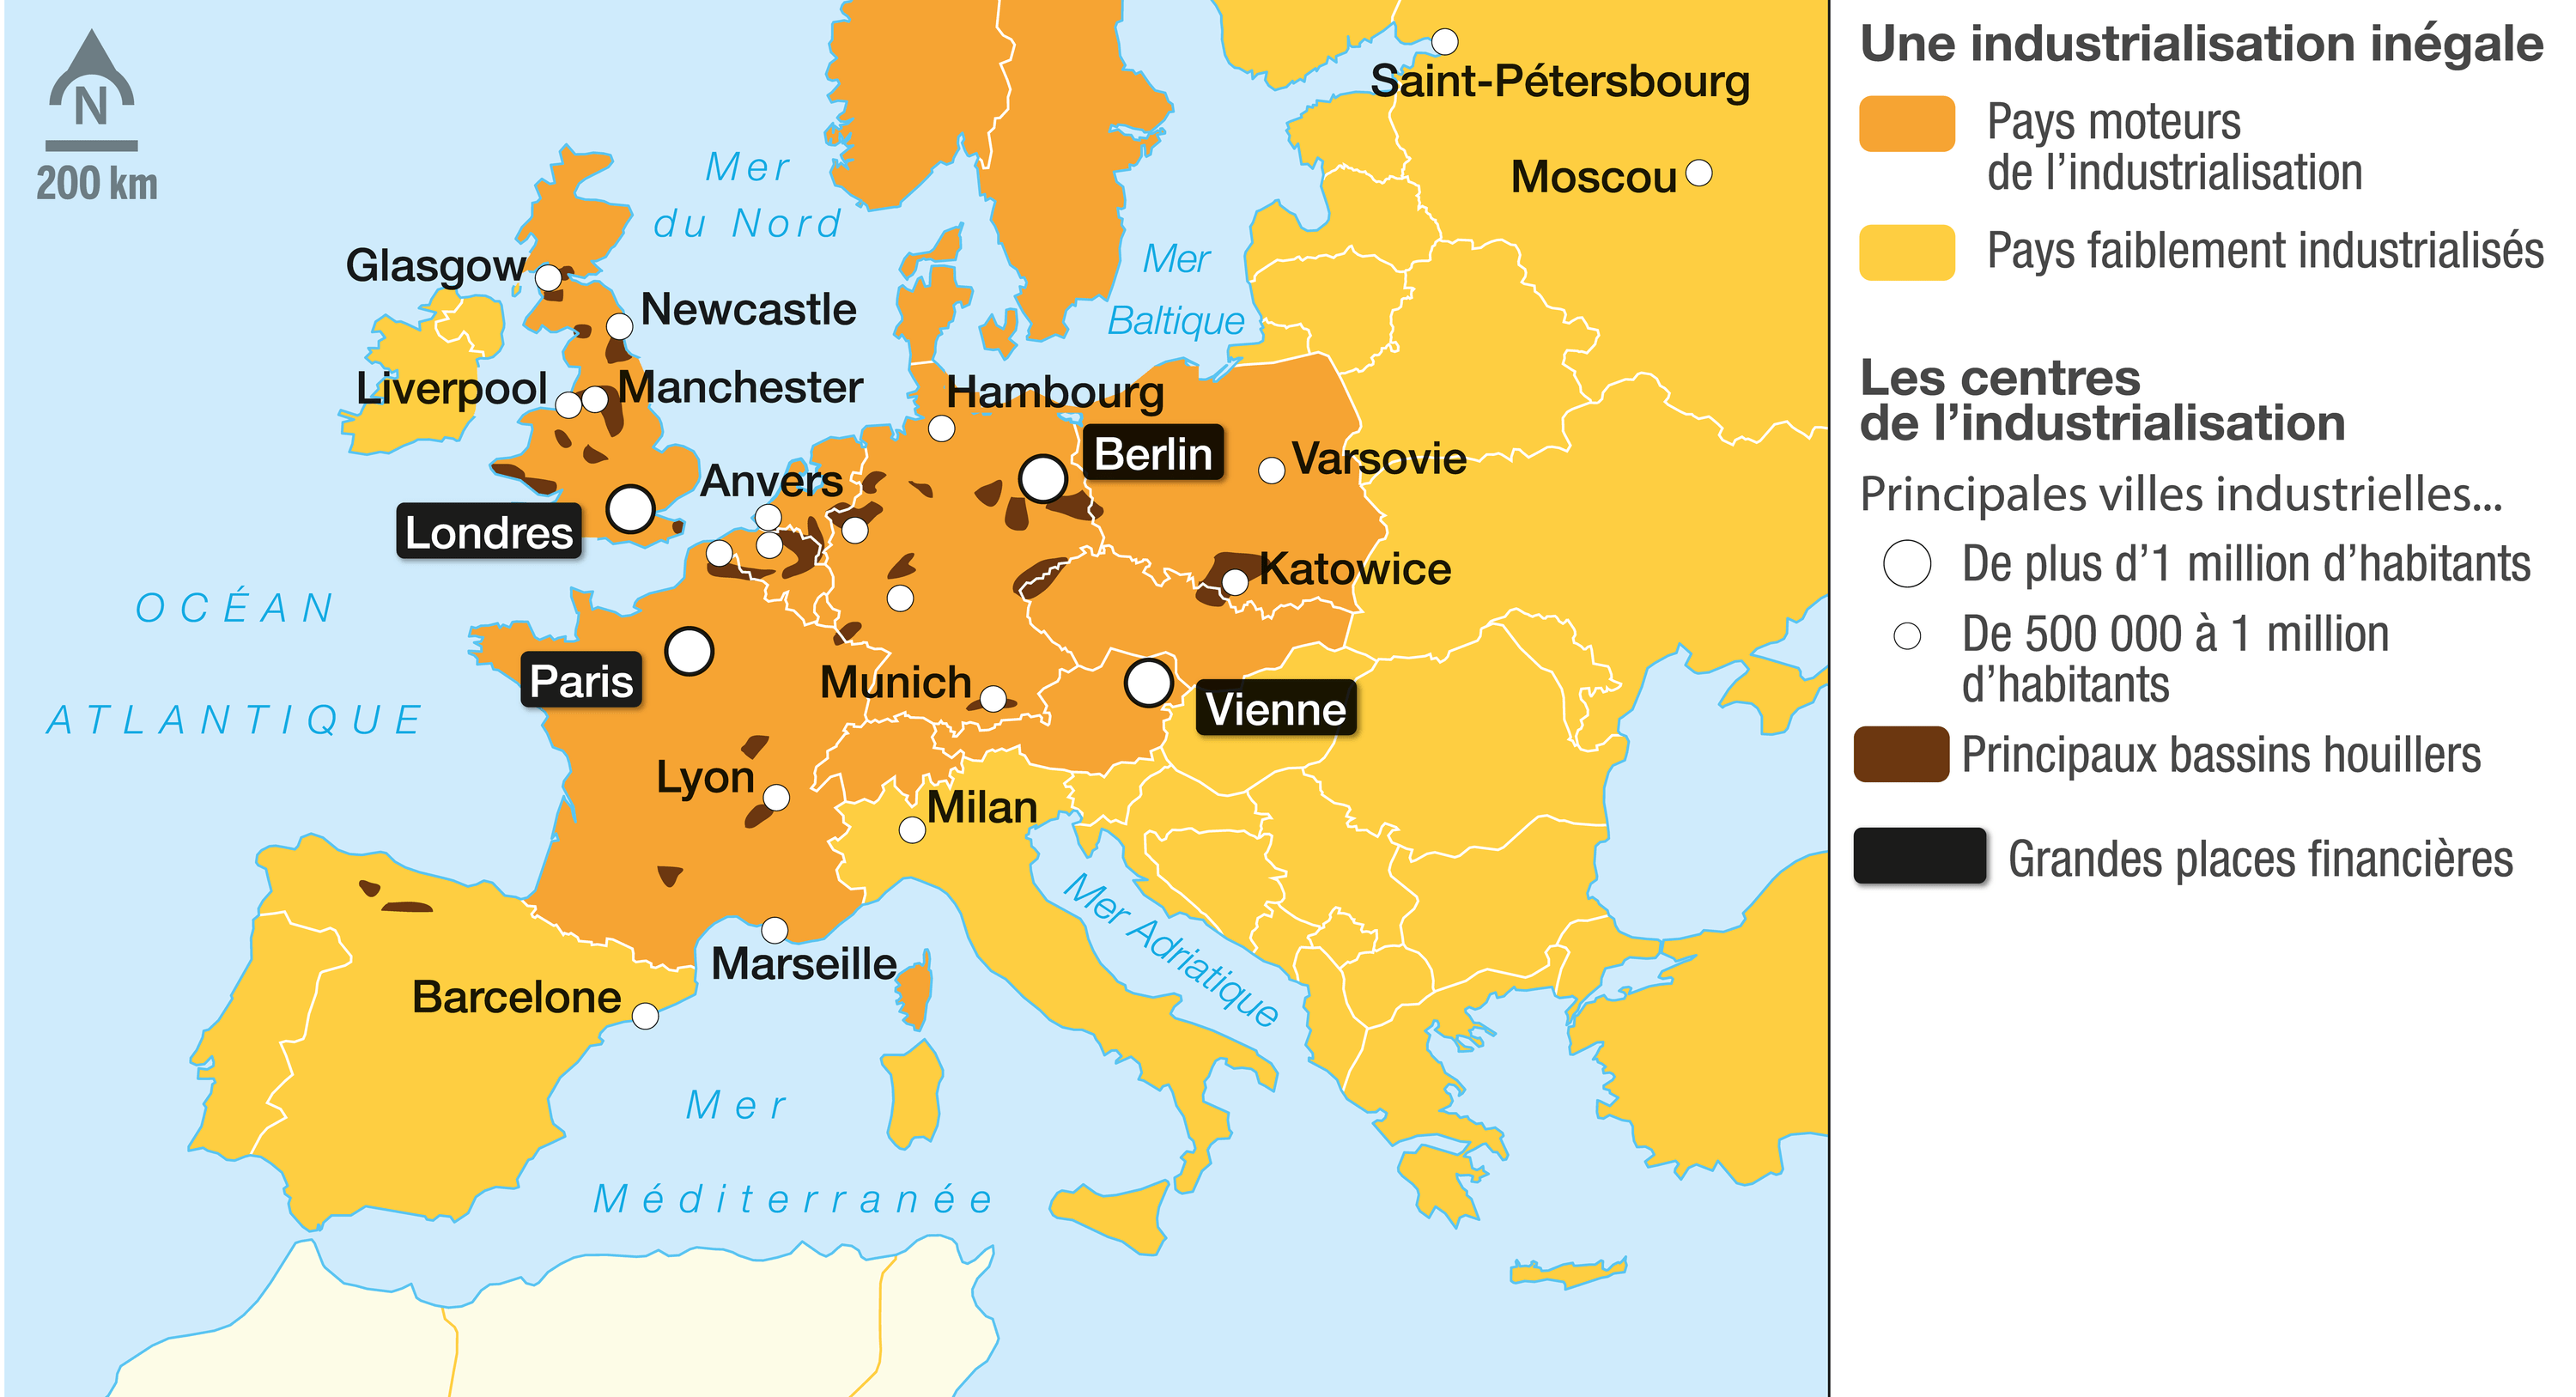 N
200 km
Mer
du Nord
Saint-Pétersbourg
Moscou
Glasgow
Mer
Baltique
Newcastle
Liverpool
Manchester
Hambourg
Berlin
Varsovie
Anvers
Londres
Katowice
OCÉAN
ATLANTIQUE
Paris
Munich
Vienne
Lyon
Milan
Mer Adriatique
Marseille
Barcelone
Mer
Méditerranée
Une industrialisation inégale
Pays moteurs
de l’industrialisation
Pays faiblement industrialisés
Les centres
de l’industrialisation
Principales villes industrielles...
De plus d’1 million d’habitants
De 500 000 à 1 million
d’habitants
Principaux bassins houillers
Grandes places financières